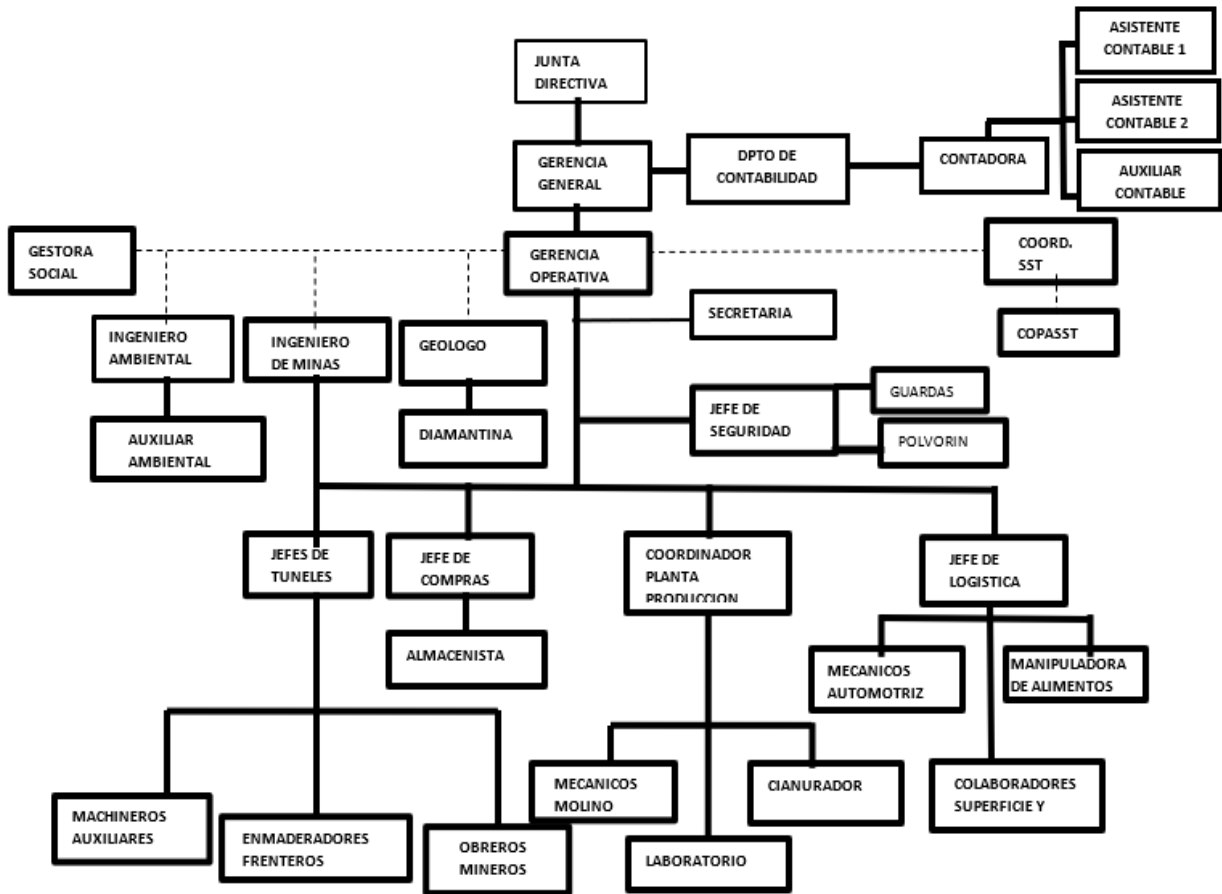 JUNTA
DIRECTIVA
ASISTENTE
CONTABLE 1
ASISTENTE
CONTABLE 2
AUXILIAR
CONTABLE
GERENCIA
GENERAL
DPTO DE
CONTABILIDAD
CONTADORA
GESTORA
SOCIAL
GERENCIA
OPERATIVA
COORD.
SST
INGENIERO
AMBIENTAL
INGENIERO
DE MINAS
GEOLOGO
SECRETARIA
COPASST
AUXILIAR
AMBIENTAL
DIAMANTINA
JEFE DE
SEGURIDAD
GUARDAS
POLVORIN
JEFES DE
TUNELES
JEFE DE
COMPRAS
COORDINADOR
PLANTA
PRODUCCION
JEFE DE
LOGISTICA
ALMACENISTA
MECANICOS
AUTOMOTRIZ
MANIPULADORA
DE ALIMENTOS
MECANICOS
MOLINO
CIANURADOR
COLABORADORES
SUPERFICIE Y
MACHINEROS
AUXILIARES
ENMADERADORES
FRENTEROS
OBREROS
MINEROS
LABORATORIO